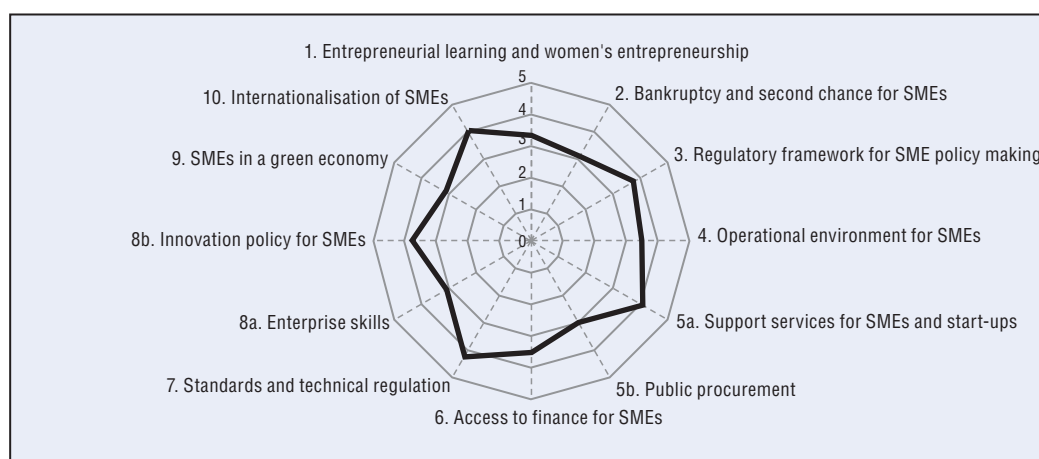 1. Entrepreneurial learning and women's entrepreneurship
2. Bankruptcy and second chance for SMEs
3. Regulatory framework for SME policy making
4. Operational environment for SMEs
5a. Support services for SMEs and start-ups
5b. Public procurement
6. Access to finance for SMEs
7. Standards and technical regulation
8a. Enterprise skills
8b. Innovation policy for SMEs
9. SMEs in a green economy
10. Internationalisation of SMEs
5
4
3
2
1
0